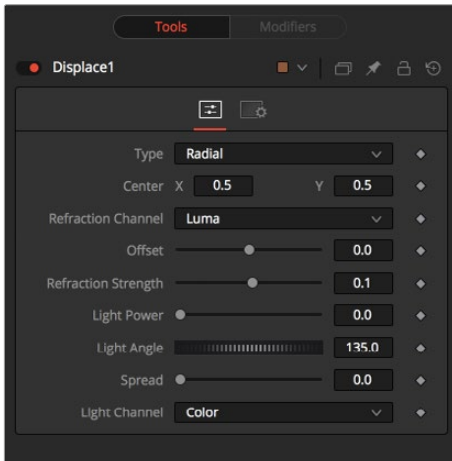 Tools Modifiers
Displace1
Type Radial
Center X 0.5 Y 0.5
Refraction Channel Luma
Offset 0.0
Refraction Strength 0.1
Light Power 0.0
Light Angle 135.0
Spread 0.0
Light Channel Color